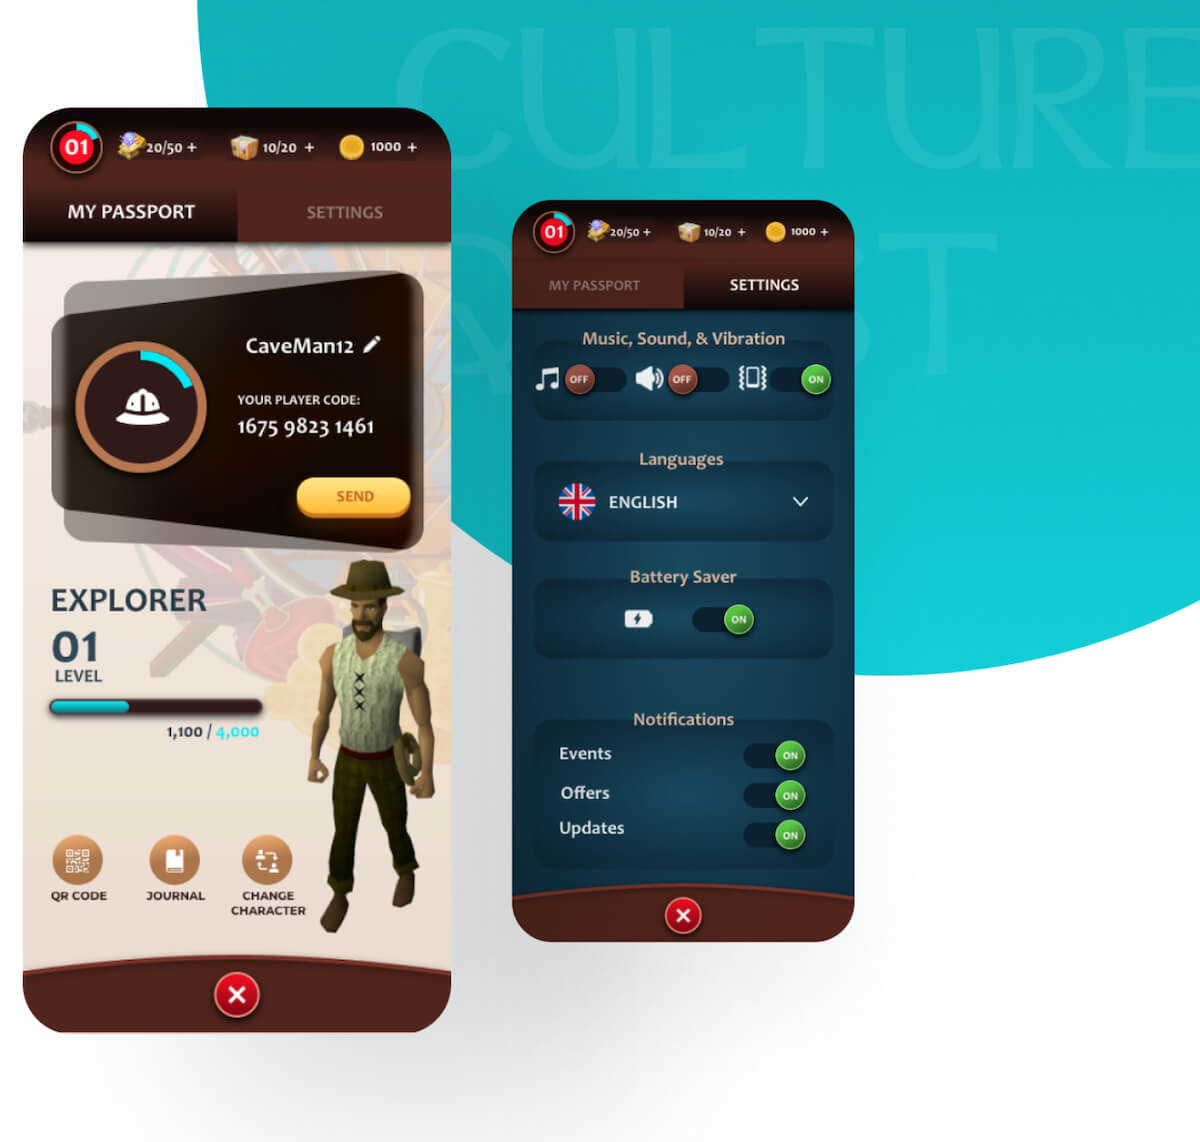 CULTURE
01 20/50 + 10/20 + 1000 +
MY PASSPORT SETTINGS
CaveMan12
YOUR PLAYER CODE:
1675 9823 1461
SEND
EXPLORER
01
LEVEL
1,100 / 4,000
QR CODE JOURNAL CHANGE
CHARACTER
01 20/50 + 10/20 + 1000 +
MY PASSPORT SETTINGS
Music, Sound, & Vibration
OFF OFF ON
Languages
ENGLISH
Battery Saver
ON
Notifications
Events ON
Offers ON
Updates ON